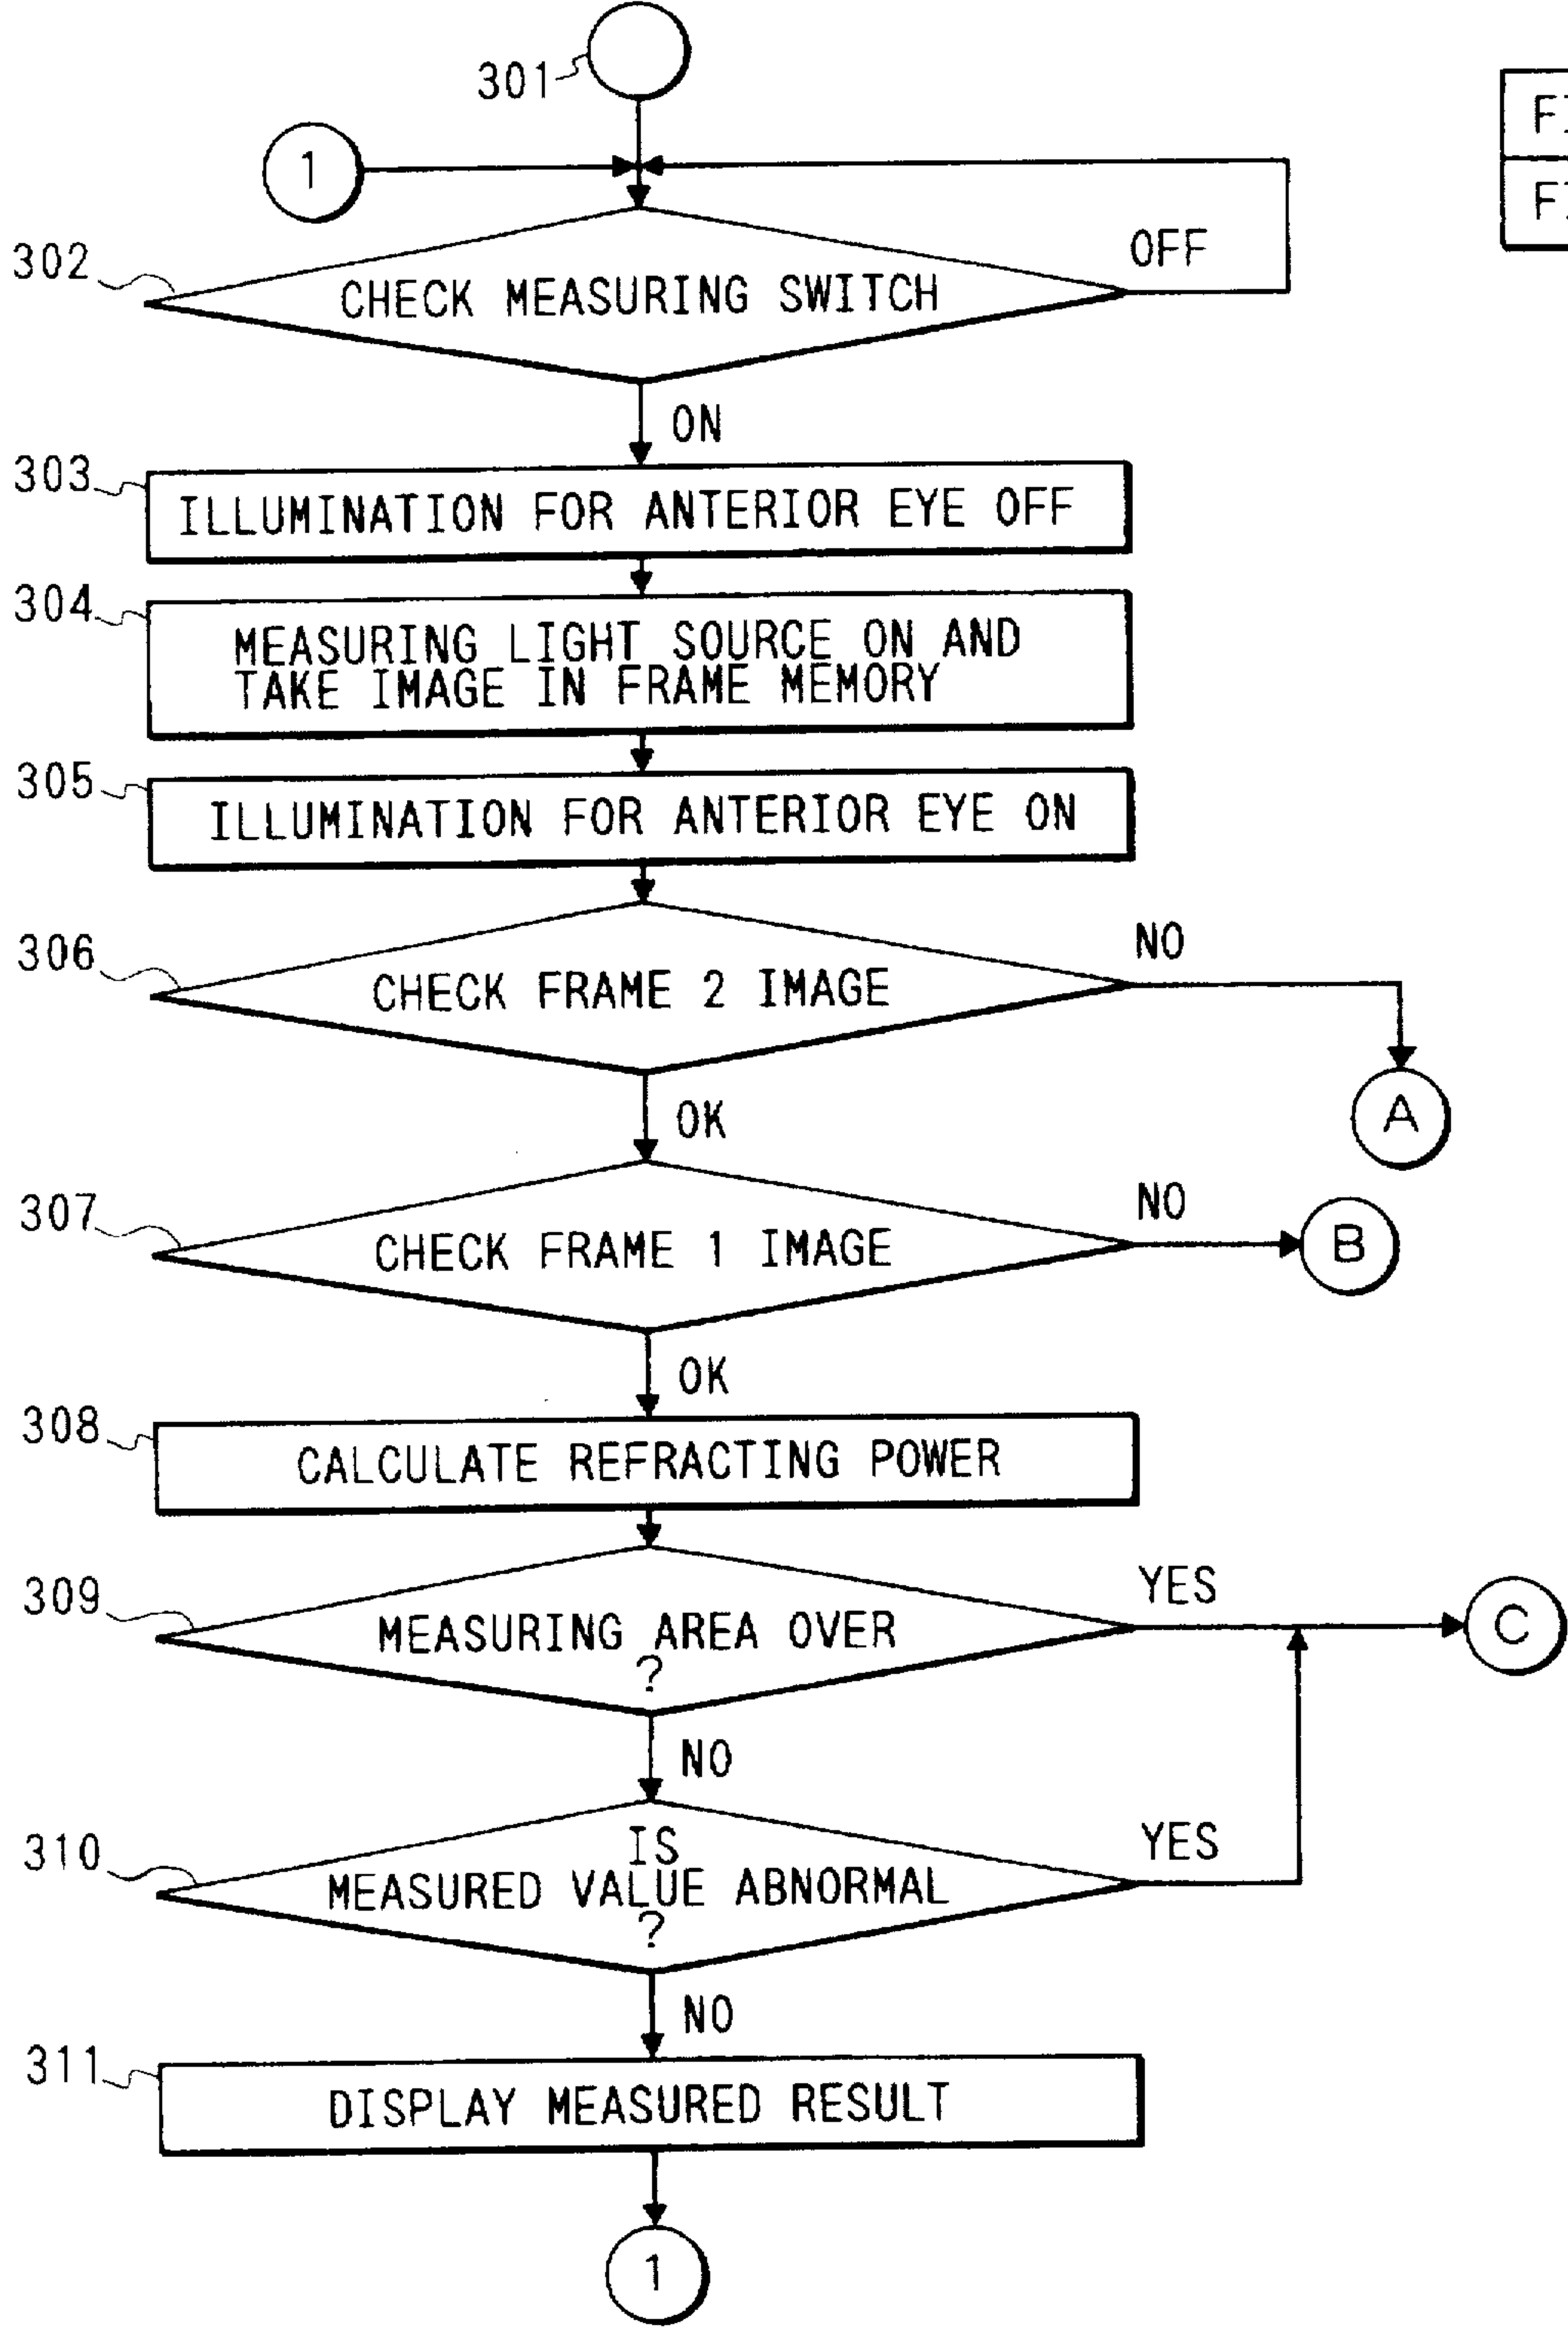 301
1
302
CHECK MEASURING SWITCH
OFF
ON
303
ILLUMINATION FOR ANTERIOR EYE OFF
304
MEASURING LIGHT SOURCE ON AND
TAKE IMAGE IN FRAME MEMORY
305
ILLUMINATION FOR ANTERIOR EYE ON
306
CHECK FRAME 2 IMAGE
NO
A
OK
307
CHECK FRAME 1 IMAGE
NO
B
OK
308
CALCULATE REFRACTING POWER
309
MEASURING AREA OVER
?
YES
C
NO
310
IS
MEASURED VALUE ABNORMAL
?
YES
NO
311
DISPLAY MEASURED RESULT
1